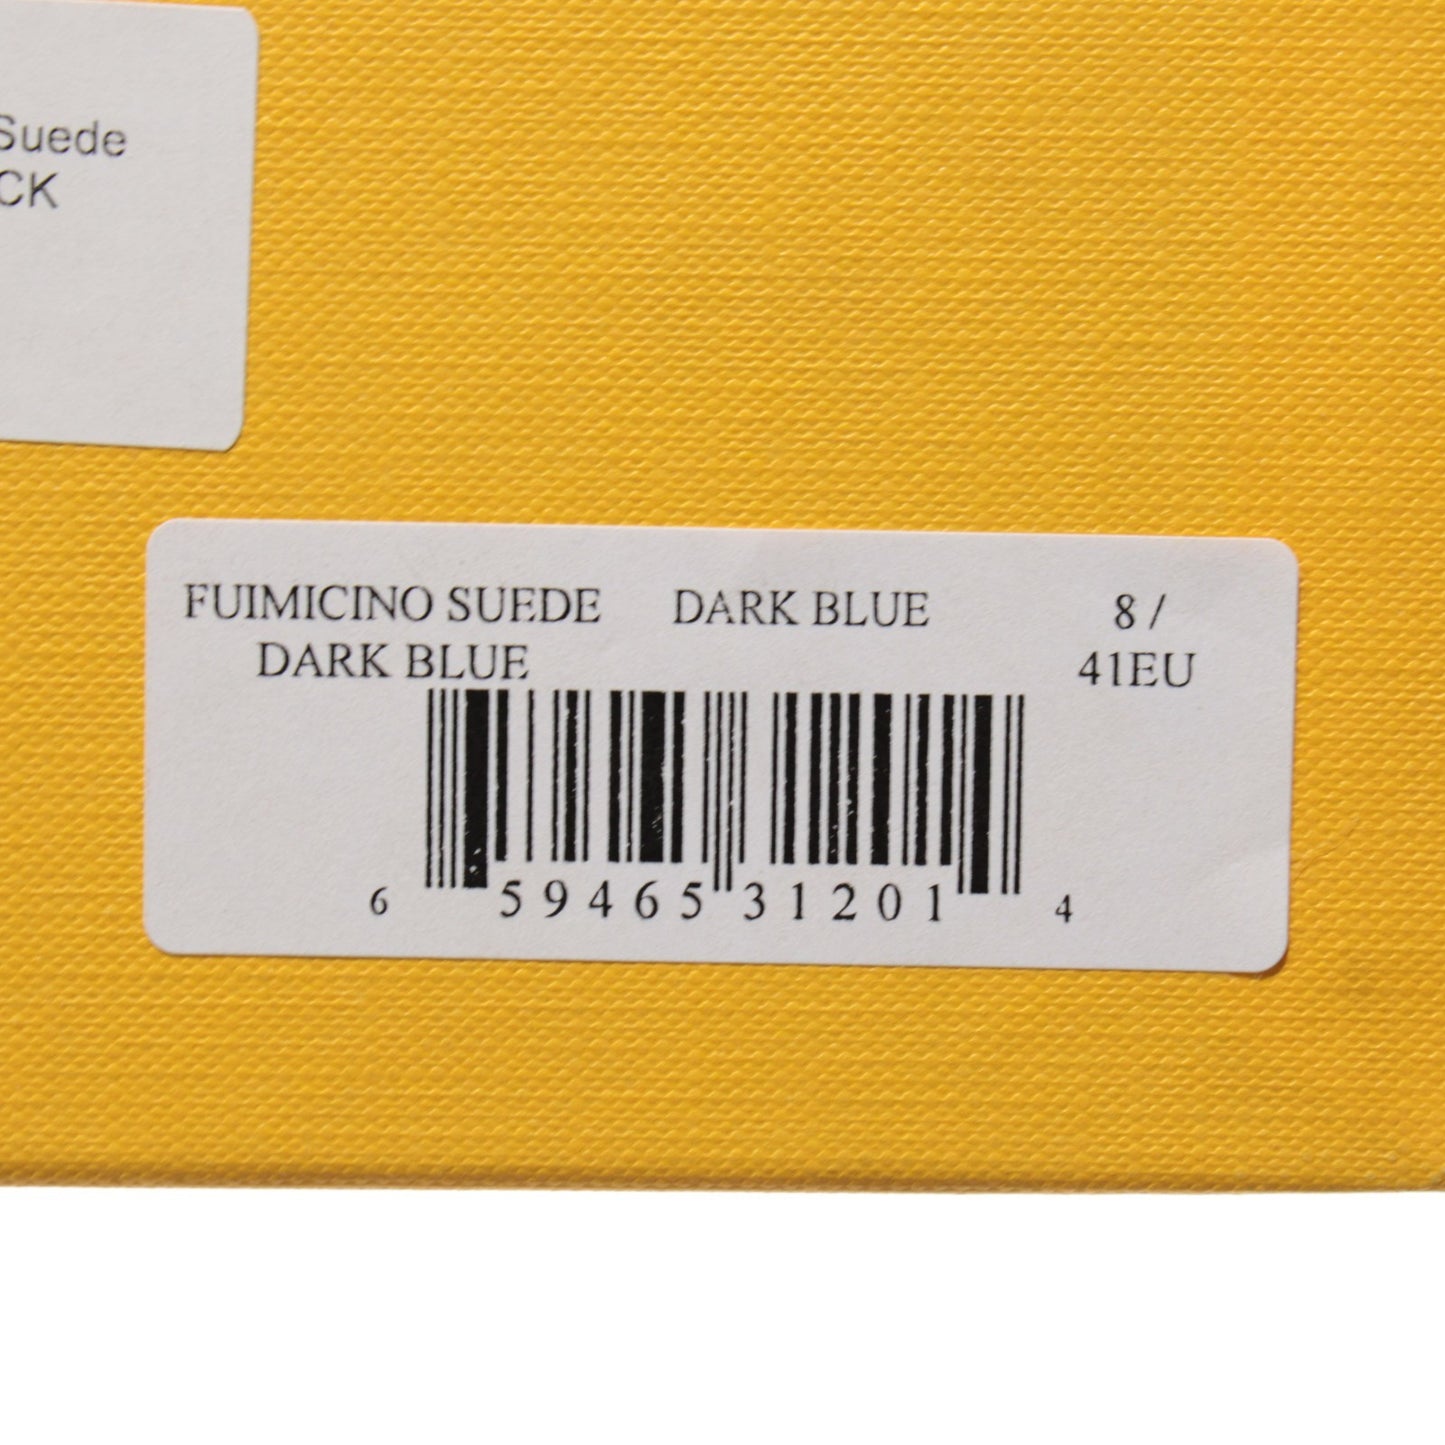 Suede
CK
FUIMICINO SUEDE DARK BLUE 8 /
DARK BLUE 41EU
6 59465 31201 4